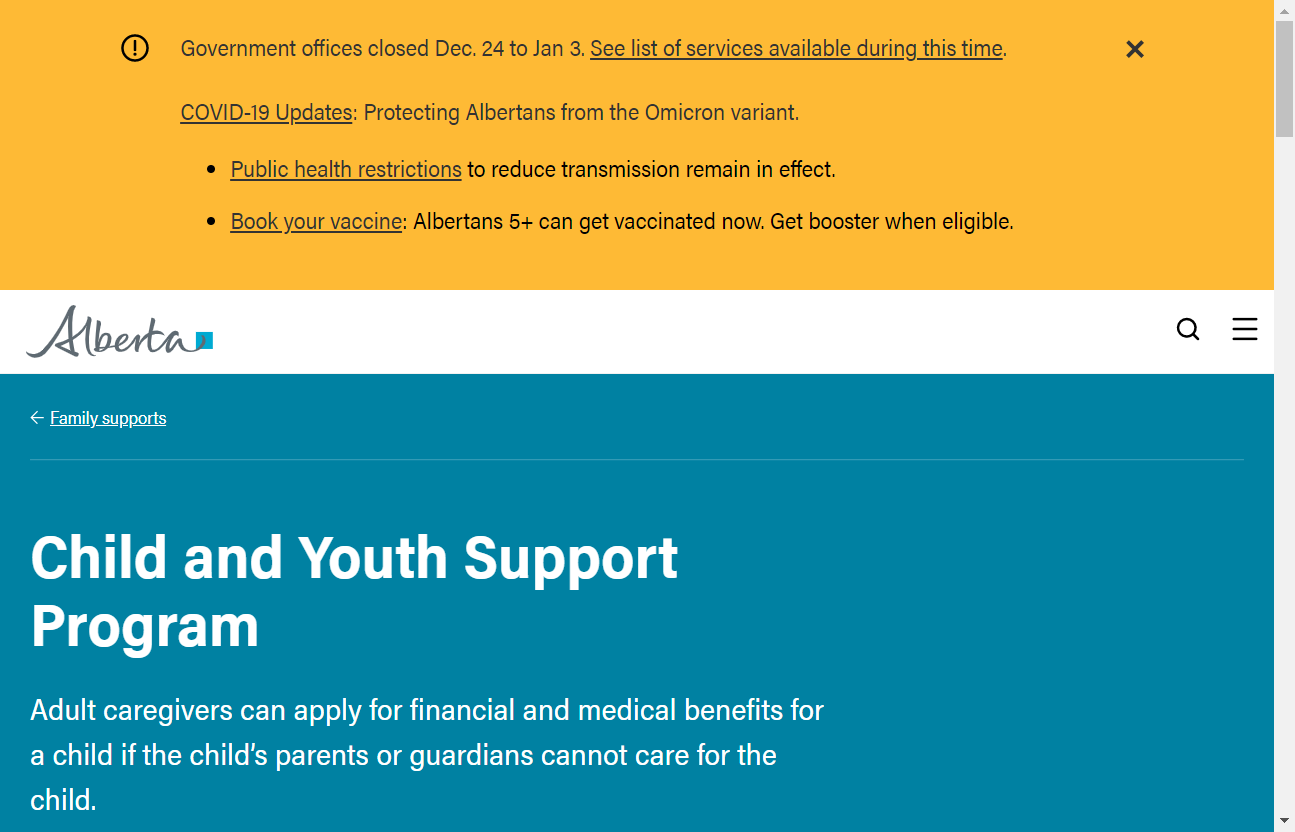 Government offices closed Dec. 24 to Jan 3. See list of services available during this time.
COVID-19 Updates: Protecting Albertans from the Omicron variant.
• Public health restrictions to reduce transmission remain in effect.
• Book your vaccine: Albertans 5+ can get vaccinated now. Get booster when eligible.
Alberta
← Family supports
Child and Youth Support
Program
Adult caregivers can apply for financial and medical benefits for
a child if the child’s parents or guardians cannot care for the
child.